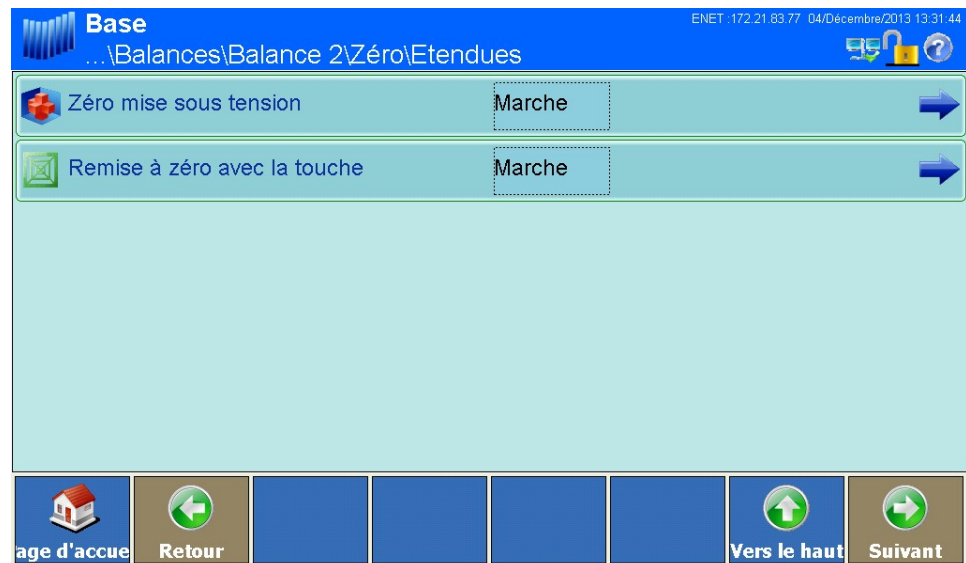 Base
ENET :172.21.83.77 04/Décembre/2013 13:31:44
...\Balances\Balance 2\Zéro\Etendues
Zéro mise sous tension Marche
Remise à zéro avec la touche Marche
age d'accue Retour Vers le haut Suivant